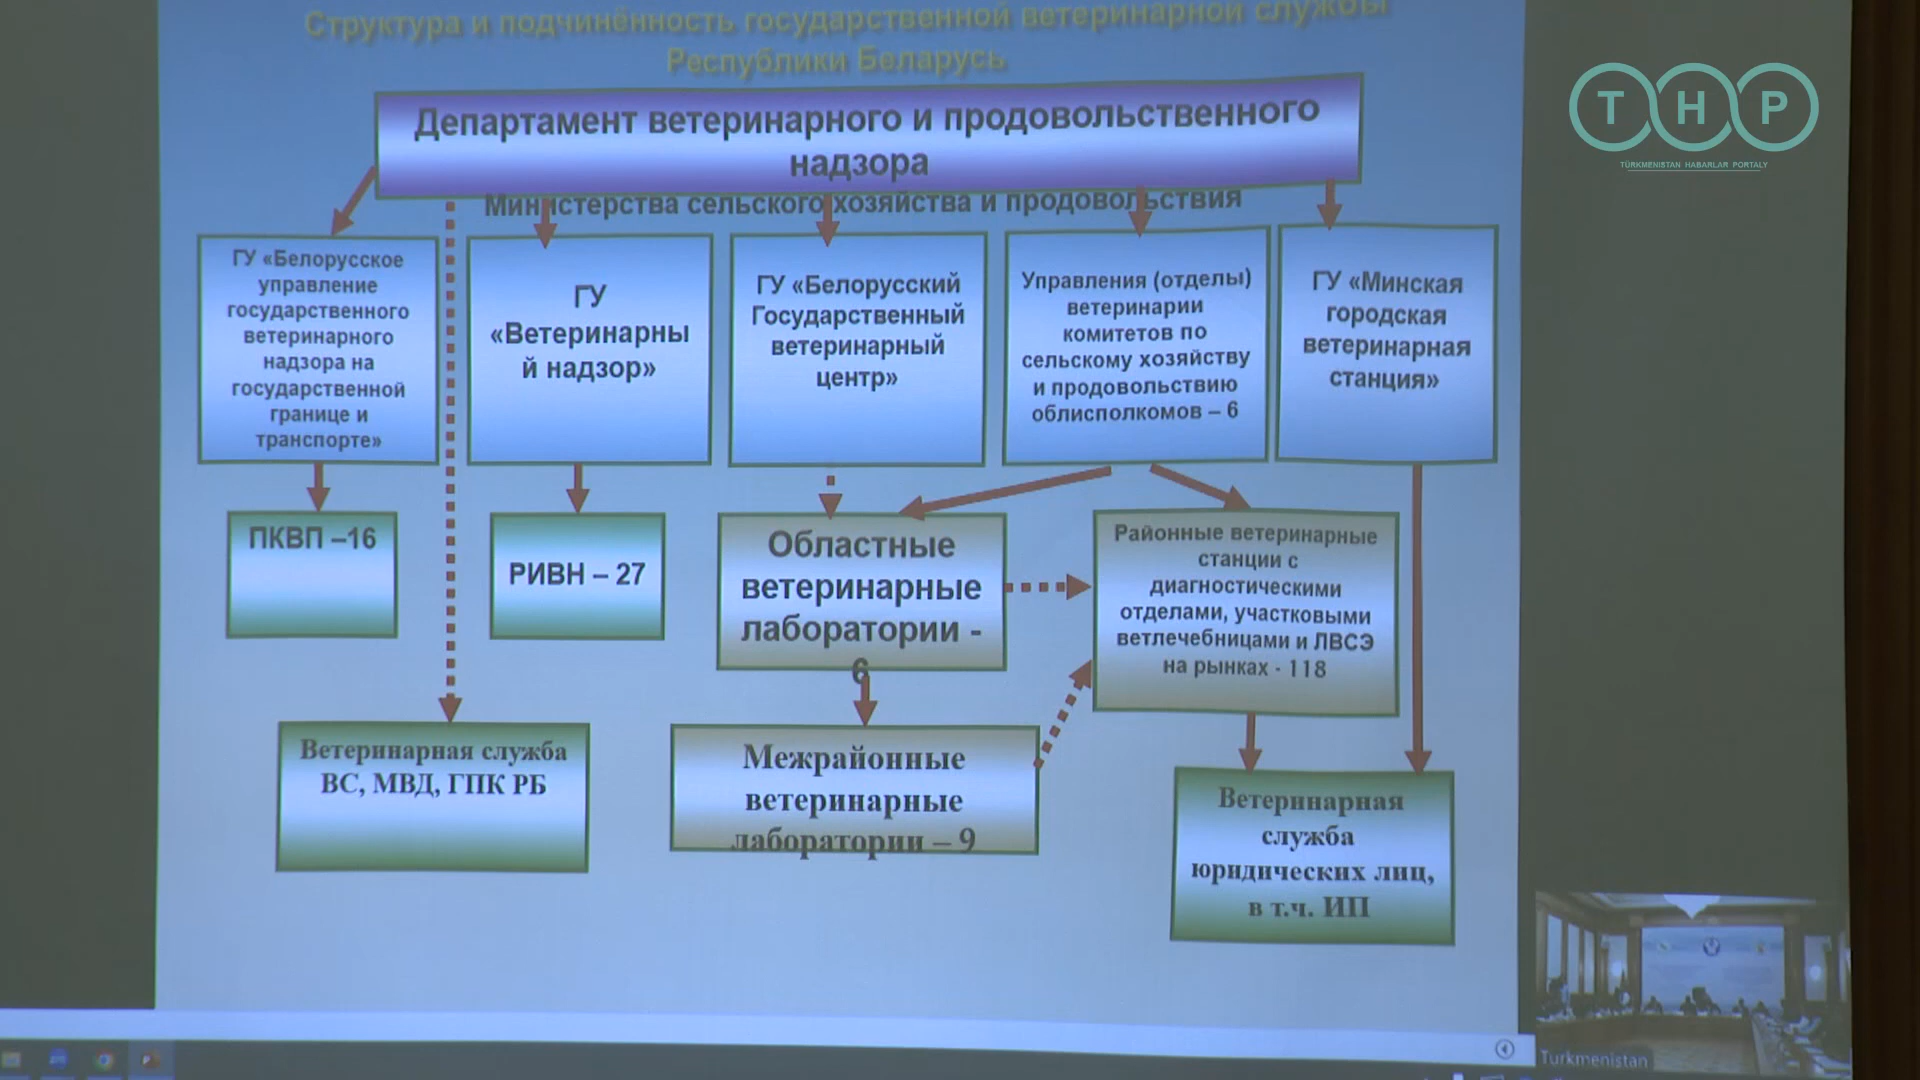 Структура и подчинённость государственной ветеринарной службы
Республики Беларусь
Департамент ветеринарного и продовольственного
надзора
Министерства сельского хозяйства и продовольствия
T H P
TÜRKMENISTAN HABARLAR PORTALY
ГУ «Белорусское
управление
государственного
ветеринарного
надзора на
государственной
границе и
транспорте»
ГУ
«Ветеринарны
й надзор»
ГУ «Белорусский
Государственный
ветеринарный
центр»
Управления (отделы)
ветеринарии
комитетов по
сельскому хозяйству
и продовольствию
облисполкомов – 6
ГУ «Минская
городская
ветеринарная
станция»
ПКВП –16
РИВН – 27
Областные
ветеринарные
лаборатории -
6
Районные ветеринарные
станции с
диагностическими
отделами, участковыми
ветлечебницами и ЛВСЭ
на рынках - 118
Ветеринарная служба
ВС, МВД, ГПК РБ
Межрайонные
ветеринарные
лаборатории – 9
Ветеринарная
служба
юридических лиц,
в т.ч. ИП
Turkmenistan